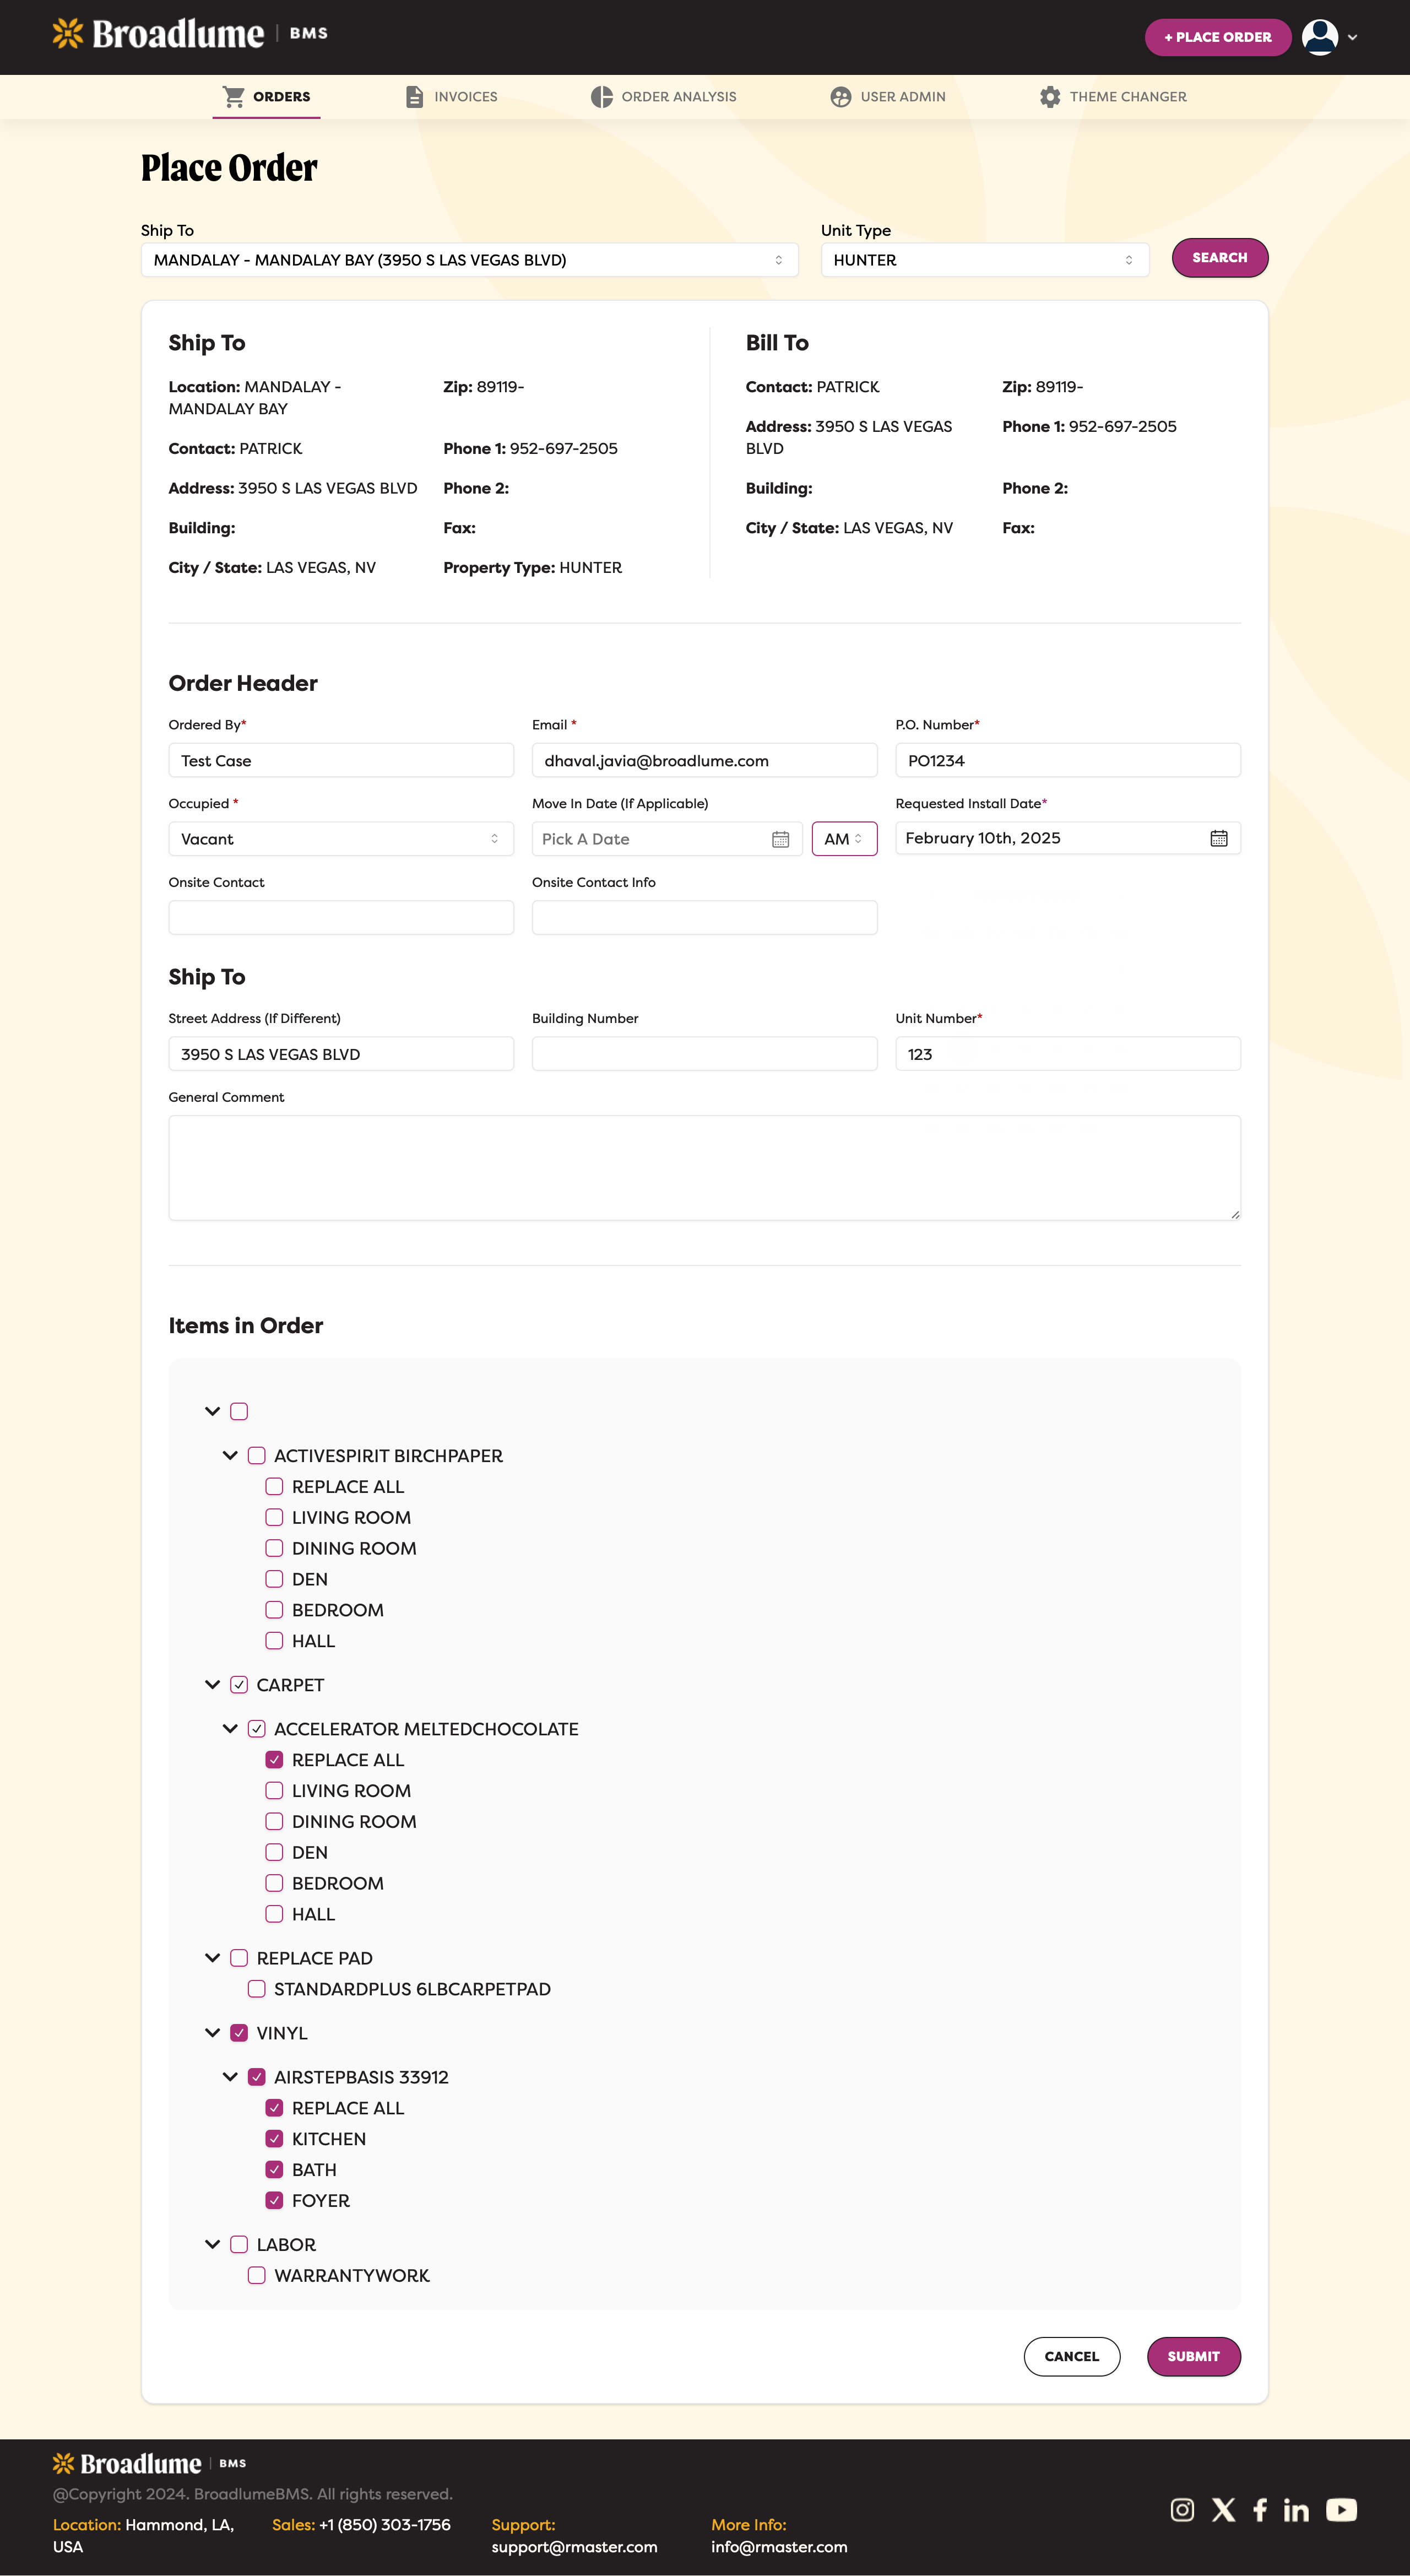 Broadlume | BMS
+ PLACE ORDER
ORDERS
INVOICES
ORDER ANALYSIS
USER ADMIN
THEME CHANGER
Place Order
Ship To
Unit Type
MANDALAY - MANDALAY BAY (3950 S LAS VEGAS BLVD)
HUNTER
SEARCH
Ship To
Location: MANDALAY -
MANDALAY BAY
Zip: 89119-
Contact: PATRICK
Phone 1: 952-697-2505
Address: 3950 S LAS VEGAS BLVD
Phone 2:
Building:
Fax:
City / State: LAS VEGAS, NV
Property Type: HUNTER
Bill To
Contact: PATRICK
Zip: 89119-
Address: 3950 S LAS VEGAS
BLVD
Phone 1: 952-697-2505
Building:
Phone 2:
City / State: LAS VEGAS, NV
Fax:
Order Header
Ordered By*
Email *
P.O. Number*
Test Case
dhaval.javia@broadlume.com
PO1234
Occupied *
Move In Date (If Applicable)
Requested Install Date*
Vacant
Pick A Date
AM
February 10th, 2025
Onsite Contact
Onsite Contact Info
Ship To
Street Address (If Different)
Building Number
Unit Number*
3950 S LAS VEGAS BLVD
123
General Comment
Items in Order
ACTIVESPIRIT BIRCHPAPER
REPLACE ALL
LIVING ROOM
DINING ROOM
DEN
BEDROOM
HALL
CARPET
ACCELERATOR MELTEDCHOCOLATE
REPLACE ALL
LIVING ROOM
DINING ROOM
DEN
BEDROOM
HALL
REPLACE PAD
STANDARDPLUS 6LBCARPETPAD
VINYL
AIRSTEPBASIS 33912
REPLACE ALL
KITCHEN
BATH
FOYER
LABOR
WARRANTYWORK
CANCEL
SUBMIT
Broadlume | BMS
@Copyright 2024. BroadlumeBMS. All rights reserved.
Location: Hammond, LA,
USA
Sales: +1 (850) 303-1756
Support:
support@rmaster.com
More Info:
info@rmaster.com